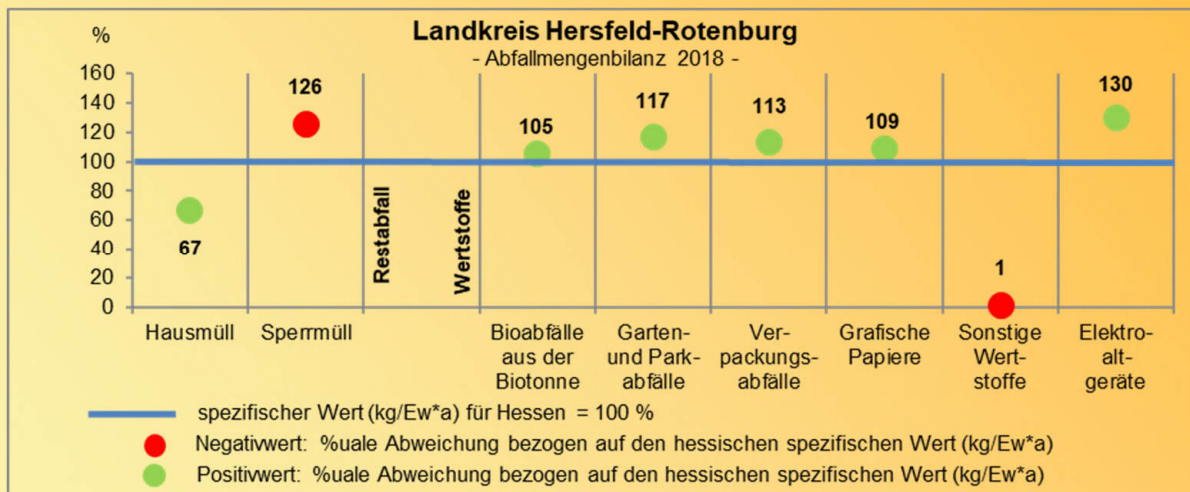 Landkreis Hersfeld-Rotenburg
- Abfallmengenbilanz 2018 -
%
160
140
120
100
80
60
40
20
0
67
126
Restabfall
Wertstoffe
105
117
113
109
1
130
Hausmüll
Sperrmüll
Bioabfälle
aus der
Biotonne
Garten-
und Park-
abfälle
Ver-
packungs-
abfälle
Grafische
Papiere
Sonstige
Wert-
stoffe
Elektro-
alt-
geräte
spezifischer Wert (kg/Ew*a) für Hessen = 100 %
Negativwert: %uale Abweichung bezogen auf den hessischen spezifischen Wert (kg/Ew*a)
Positivwert: %uale Abweichung bezogen auf den hessischen spezifischen Wert (kg/Ew*a)